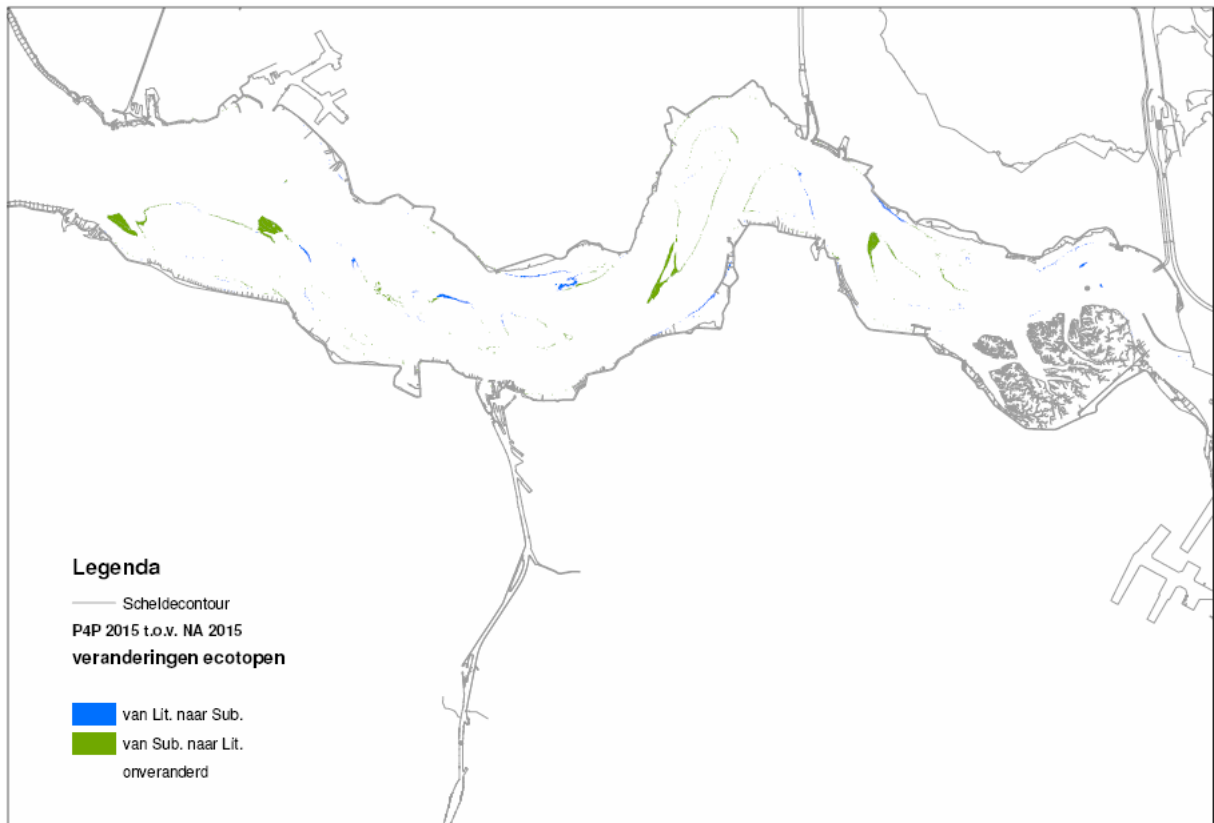 Legenda
Scheldecontour
P4P 2015 t.o.v. NA 2015
veranderingen ecotopen
van Lit. naar Sub.
van Sub. naar Lit.
onveranderd